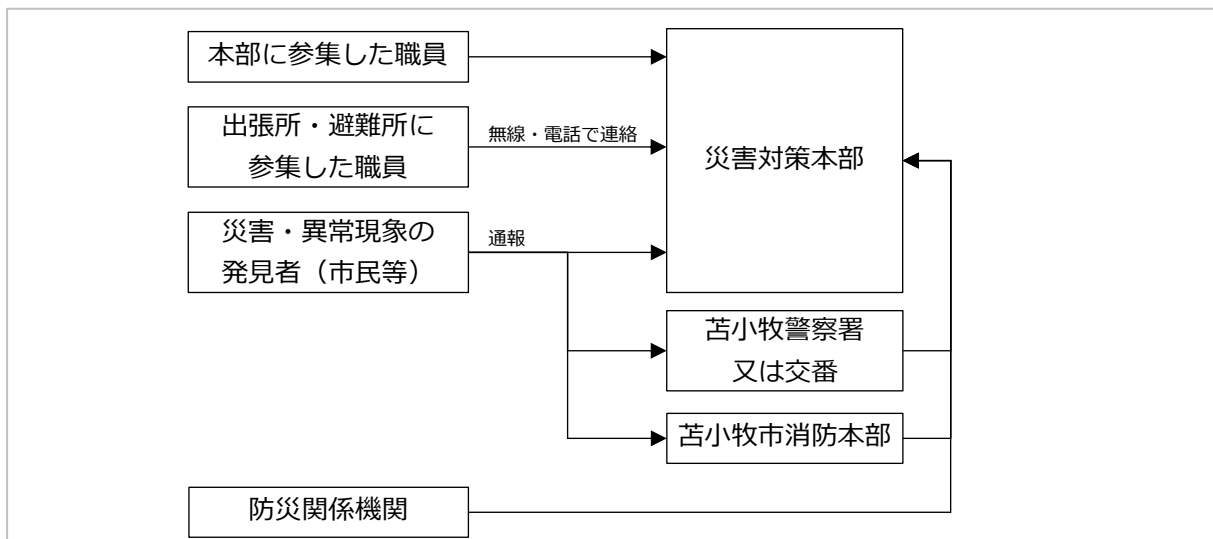 本部に参集した職員
出張所・避難所に
参集した職員
無線・電話で連絡
災害対策本部
災害・異常現象の
発見者（市民等）
通報
苫小牧警察署
又は交番
苫小牧市消防本部
防災関係機関